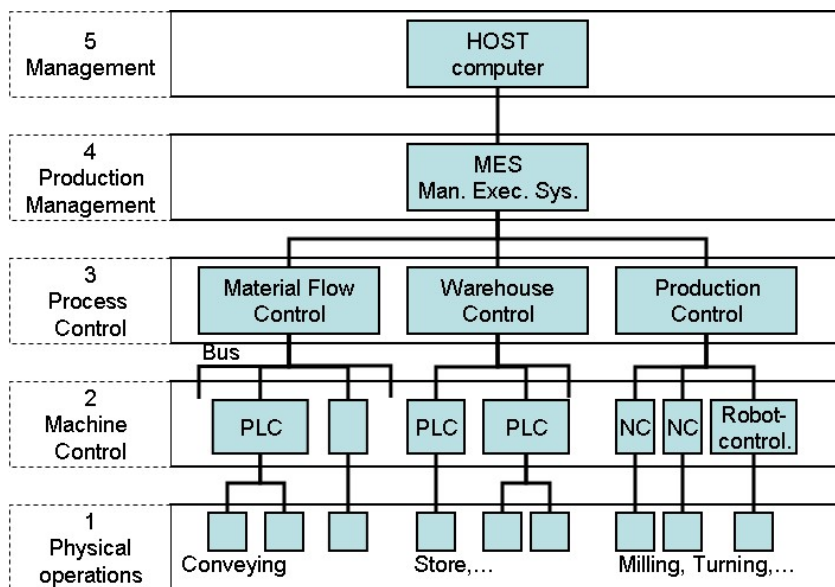 5
Management
HOST
computer
4
Production
Management
MES
Man. Exec. Sys.
3
Process
Control
Material Flow
Control
Warehouse
Control
Production
Control
Bus
2
Machine
Control
PLC
PLC
PLC
NC
NC
Robot-
control.
1
Physical
operations
Conveying
Store,...
Milling, Turning,...